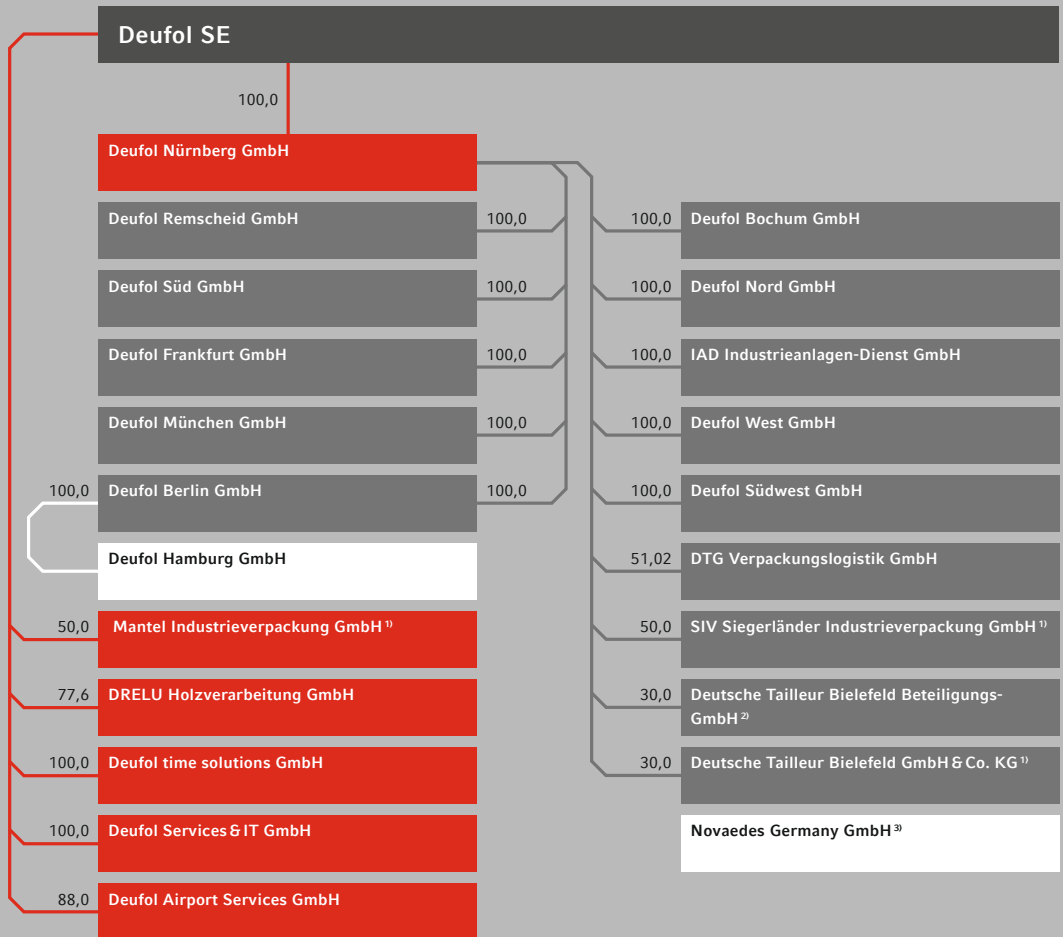 Deufol SE
100,0
Deufol Nürnberg GmbH
Deufol Remscheid GmbH
100,0
100,0
Deufol Bochum GmbH
Deufol Süd GmbH
100,0
100,0
Deufol Nord GmbH
Deufol Frankfurt GmbH
100,0
100,0
IAD Industrieanlagen-Dienst GmbH
Deufol München GmbH
100,0
100,0
Deufol West GmbH
100,0
Deufol Berlin GmbH
100,0
100,0
Deufol Südwest GmbH
Deufol Hamburg GmbH
51,02
DTG Verpackungslogistik GmbH
50,0
Mantel Industrieverpackung GmbH 1)
50,0
SIV Siegerländer Industrieverpackung GmbH 1)
77,6
DRELU Holzverarbeitung GmbH
30,0
Deutsche Tailleur Bielefeld Beteiligungs-
GmbH 2)
100,0
Deufol time solutions GmbH
30,0
Deutsche Tailleur Bielefeld GmbH & Co. KG 1)
100,0
Deufol Services & IT GmbH
Novaedes Germany GmbH 3)
88,0
Deufol Airport Services GmbH